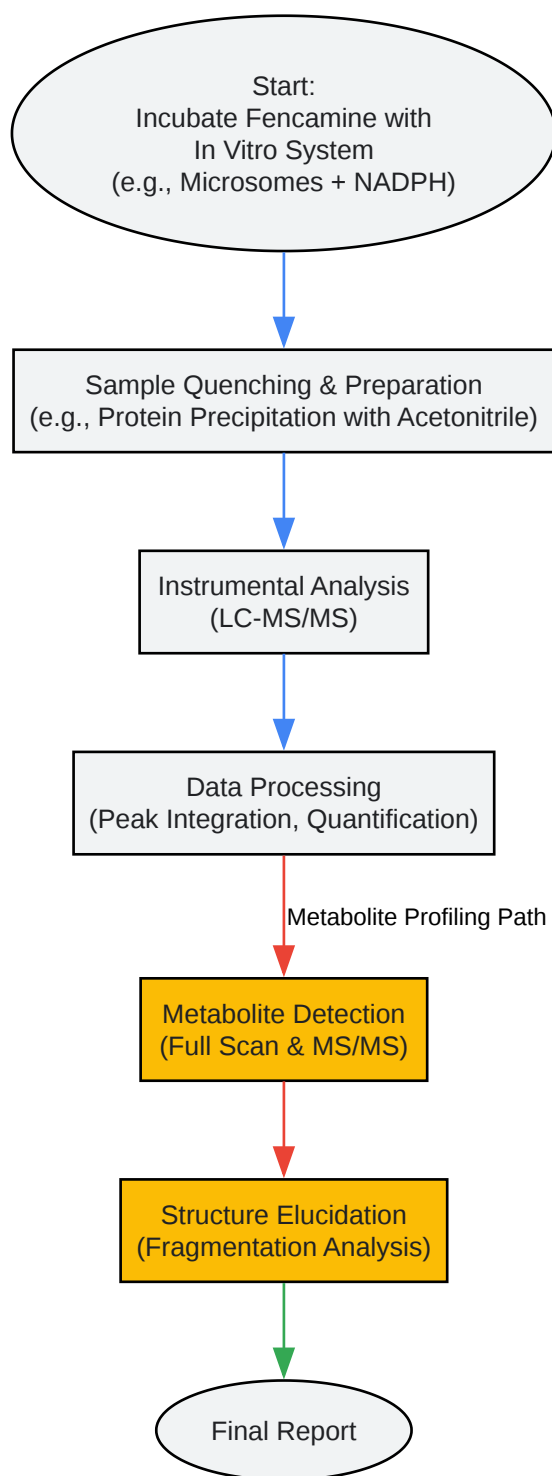 Start:
Incubate Fencamine with
In Vitro System
(e.g., Microsomes + NADPH)
Sample Quenching & Preparation
(e.g., Protein Precipitation with Acetonitrile)
Instrumental Analysis
(LC-MS/MS)
Data Processing
(Peak Integration, Quantification)
Metabolite Profiling Path
Metabolite Detection
(Full Scan & MS/MS)
Structure Elucidation
(Fragmentation Analysis)
Final Report